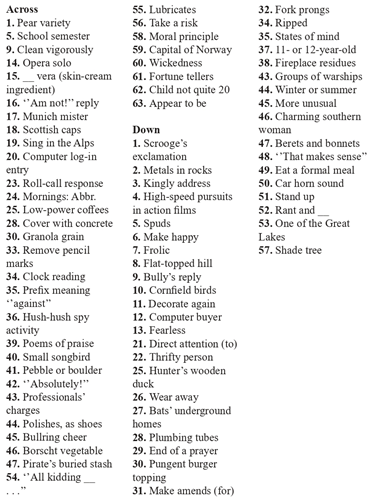 Across
1. Pear variety
5. School semester
9. Clean vigorously
14. Opera solo
15. __ vera (skin-cream
ingredient)
16. ‘’Am not!’’ reply
17. Munich mister
18. Scottish caps
19. Sing in the Alps
20. Computer log-in
entry
23. Roll-call response
24. Mornings: Abbr.
25. Low-power coffees
28. Cover with concrete
30. Granola grain
33. Remove pencil
marks
34. Clock reading
35. Prefix meaning
‘’against’’
36. Hush-hush spy
activity
39. Poems of praise
40. Small songbird
41. Pebble or boulder
42. ‘’Absolutely!’’
43. Professionals’
charges
44. Polishes, as shoes
45. Bullring cheer
46. Borscht vegetable
47. Pirate’s buried stash
54. ‘’All kidding __
. . .’’
55. Lubricates
56. Take a risk
58. Moral principle
59. Capital of Norway
60. Wickedness
61. Fortune tellers
62. Child not quite 20
63. Appear to be
Down
1. Scrooge’s
exclamation
2. Metals in rocks
3. Kingly address
4. High-speed pursuits
in action films
5. Spuds
6. Make happy
7. Frolic
8. Flat-topped hill
9. Bully’s reply
10. Cornfield birds
11. Decorate again
12. Computer buyer
13. Fearless
21. Direct attention (to)
22. Thrifty person
25. Hunter’s wooden
duck
26. Wear away
27. Bats’ underground
homes
28. Plumbing tubes
29. End of a prayer
30. Pungent burger
topping
31. Make amends (for)
32. Fork prongs
34. Ripped
35. States of mind
37. 11- or 12-year-old
38. Fireplace residues
43. Groups of warships
44. Winter or summer
45. More unusual
46. Charming southern
woman
47. Berets and bonnets
48. ‘’That makes sense’’
49. Eat a formal meal
50. Car horn sound
51. Stand up
52. Rant and __
53. One of the Great
Lakes
57. Shade tree